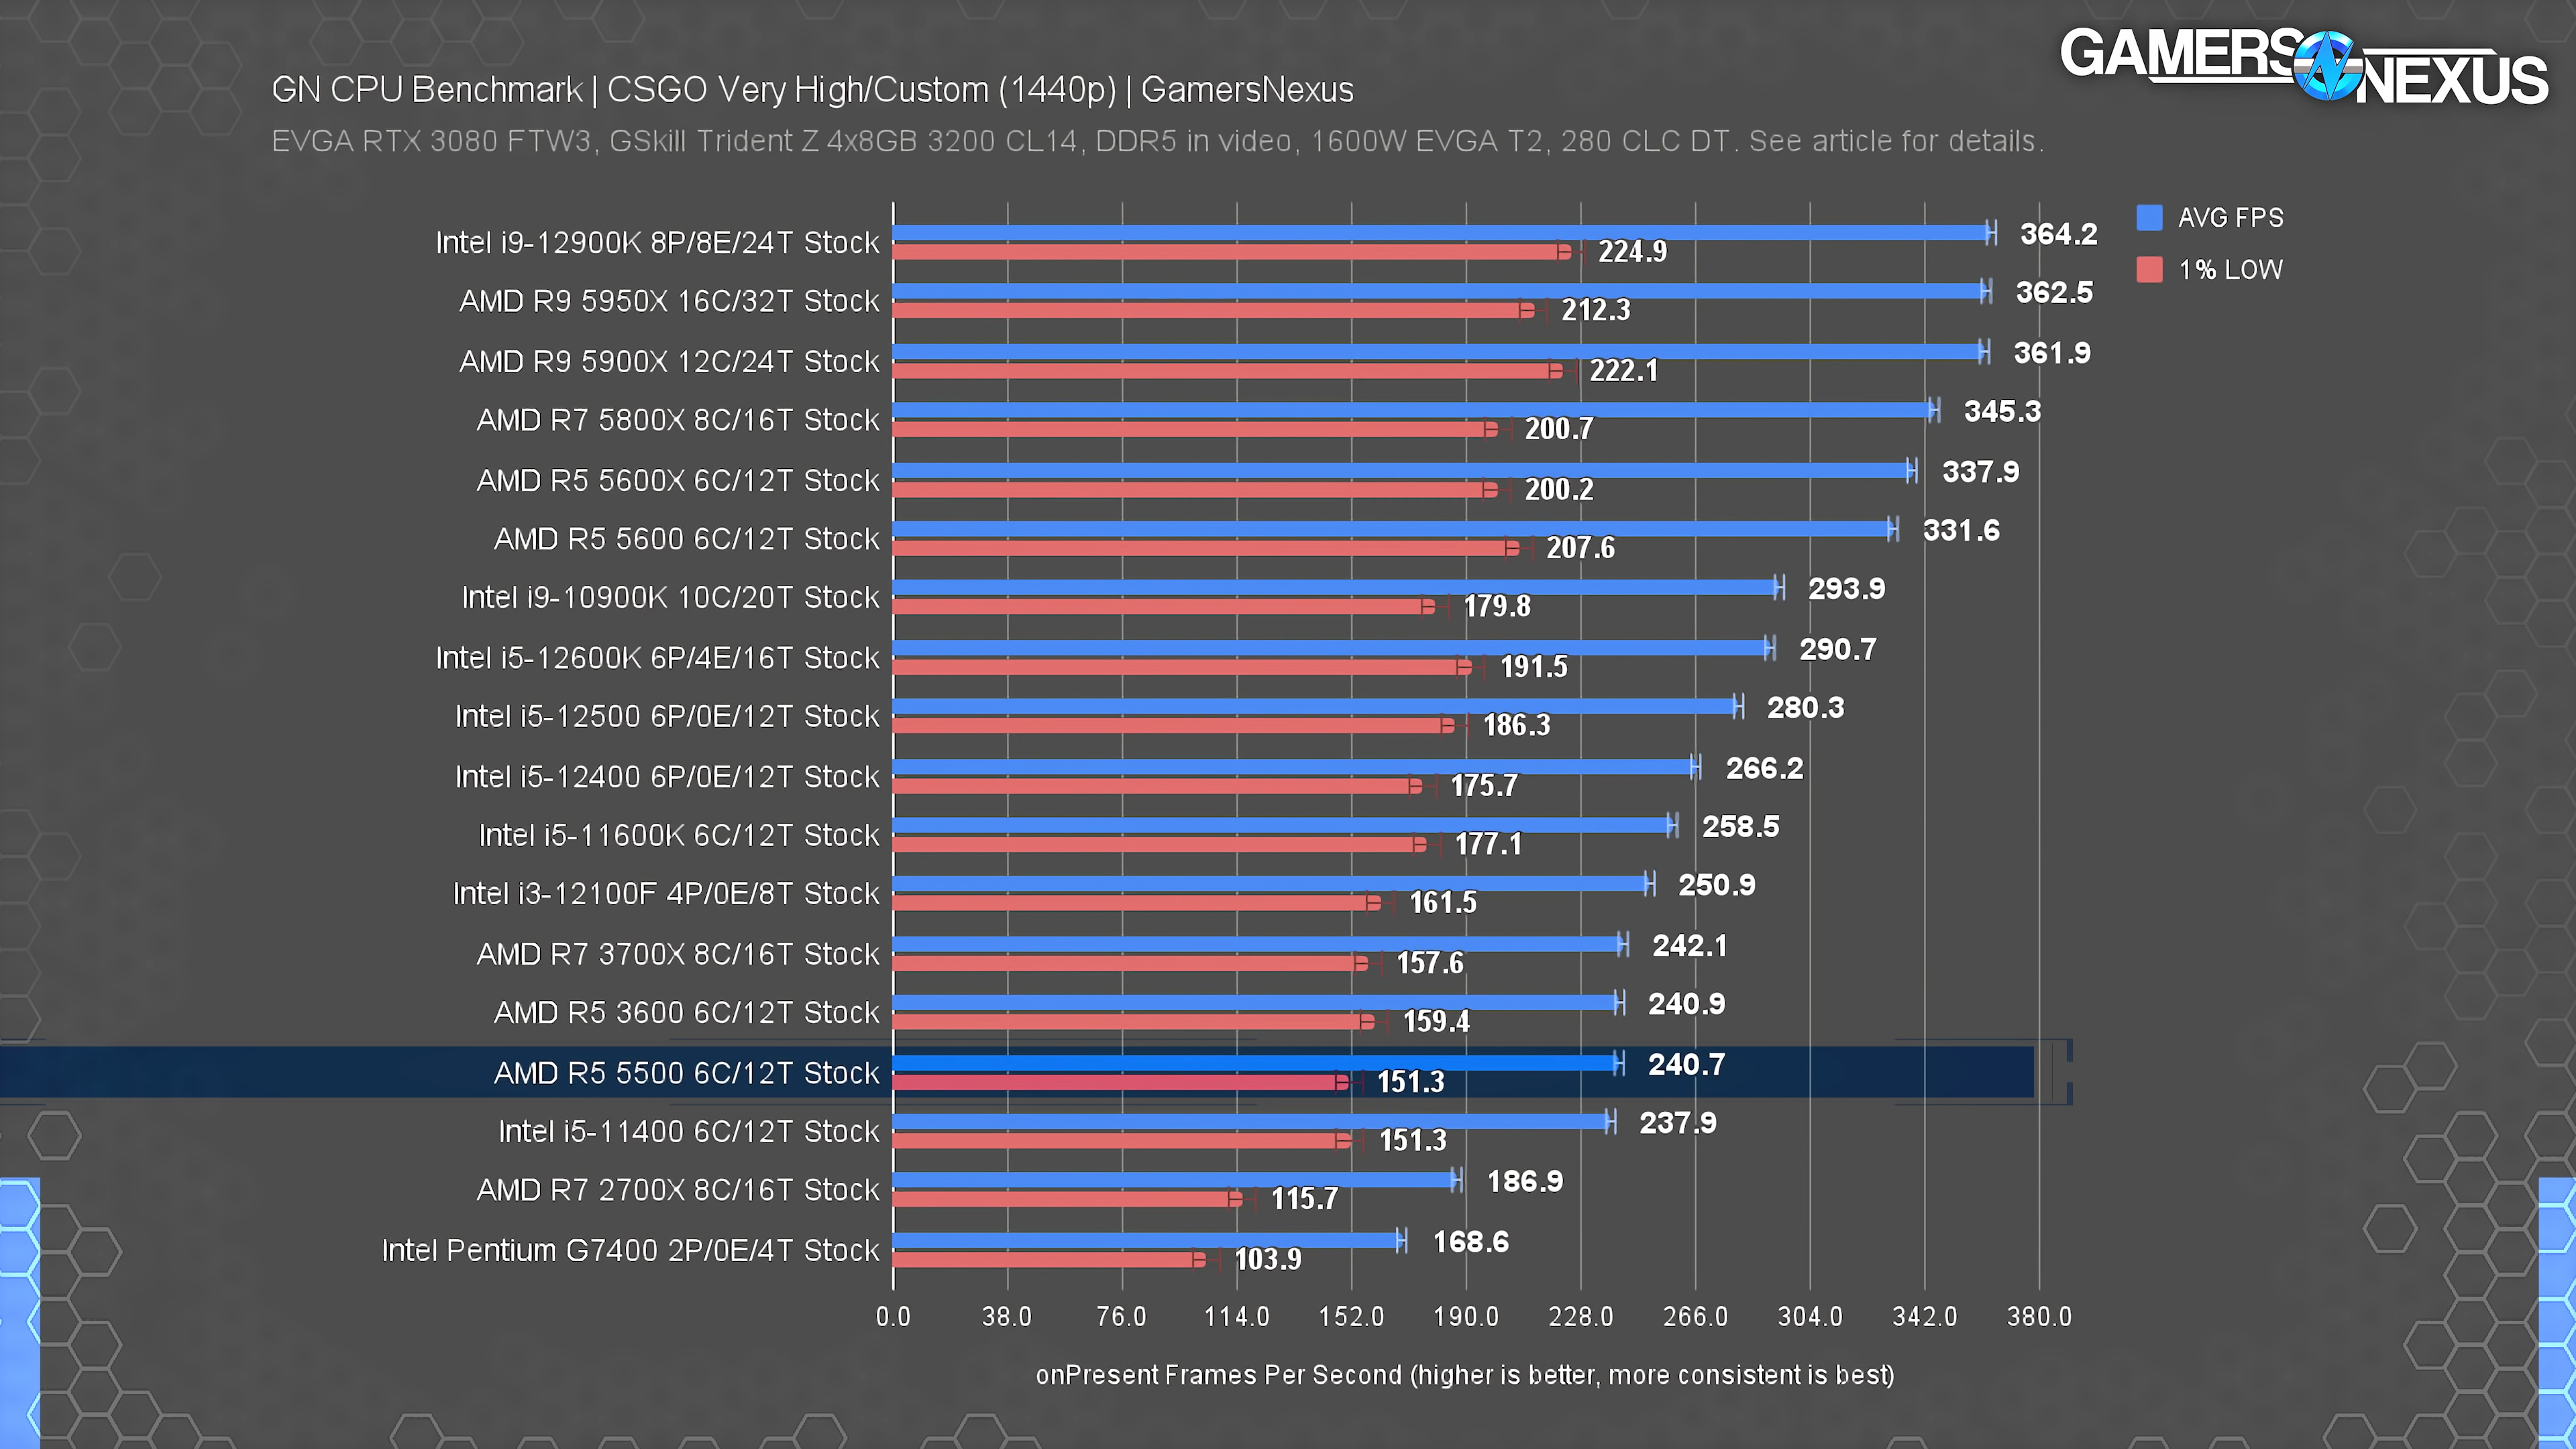 GAMERS NEXUS
GN CPU Benchmark | CSGO Very High/Custom (1440p) | GamersNexus
EVGA RTX 3080 FTW3, GSkill Trident Z 4x8GB 3200 CL14, DDR5 in video, 1600W EVGA T2, 280 CLC DT. See article for details.
AVG FPS
1% LOW
Intel i9-12900K 8P/8E/24T Stock
364.2
224.9
AMD R9 5950X 16C/32T Stock
362.5
212.3
AMD R9 5900X 12C/24T Stock
361.9
222.1
AMD R7 5800X 8C/16T Stock
345.3
200.7
AMD R5 5600X 6C/12T Stock
337.9
200.2
AMD R5 5600 6C/12T Stock
331.6
207.6
Intel i9-10900K 10C/20T Stock
293.9
179.8
Intel i5-12600K 6P/4E/16T Stock
290.7
191.5
Intel i5-12500 6P/0E/12T Stock
280.3
186.3
Intel i5-12400 6P/0E/12T Stock
266.2
175.7
Intel i5-11600K 6C/12T Stock
258.5
177.1
Intel i3-12100F 4P/0E/8T Stock
250.9
161.5
AMD R7 3700X 8C/16T Stock
242.1
157.6
AMD R5 3600 6C/12T Stock
240.9
159.4
AMD R5 5500 6C/12T Stock
240.7
151.3
Intel i5-11400 6C/12T Stock
237.9
151.3
AMD R7 2700X 8C/16T Stock
186.9
115.7
Intel Pentium G7400 2P/0E/4T Stock
168.6
103.9
0.0 38.0 76.0 114.0 152.0 190.0 228.0 266.0 304.0 342.0 380.0
onPresent Frames Per Second (higher is better, more consistent is best)